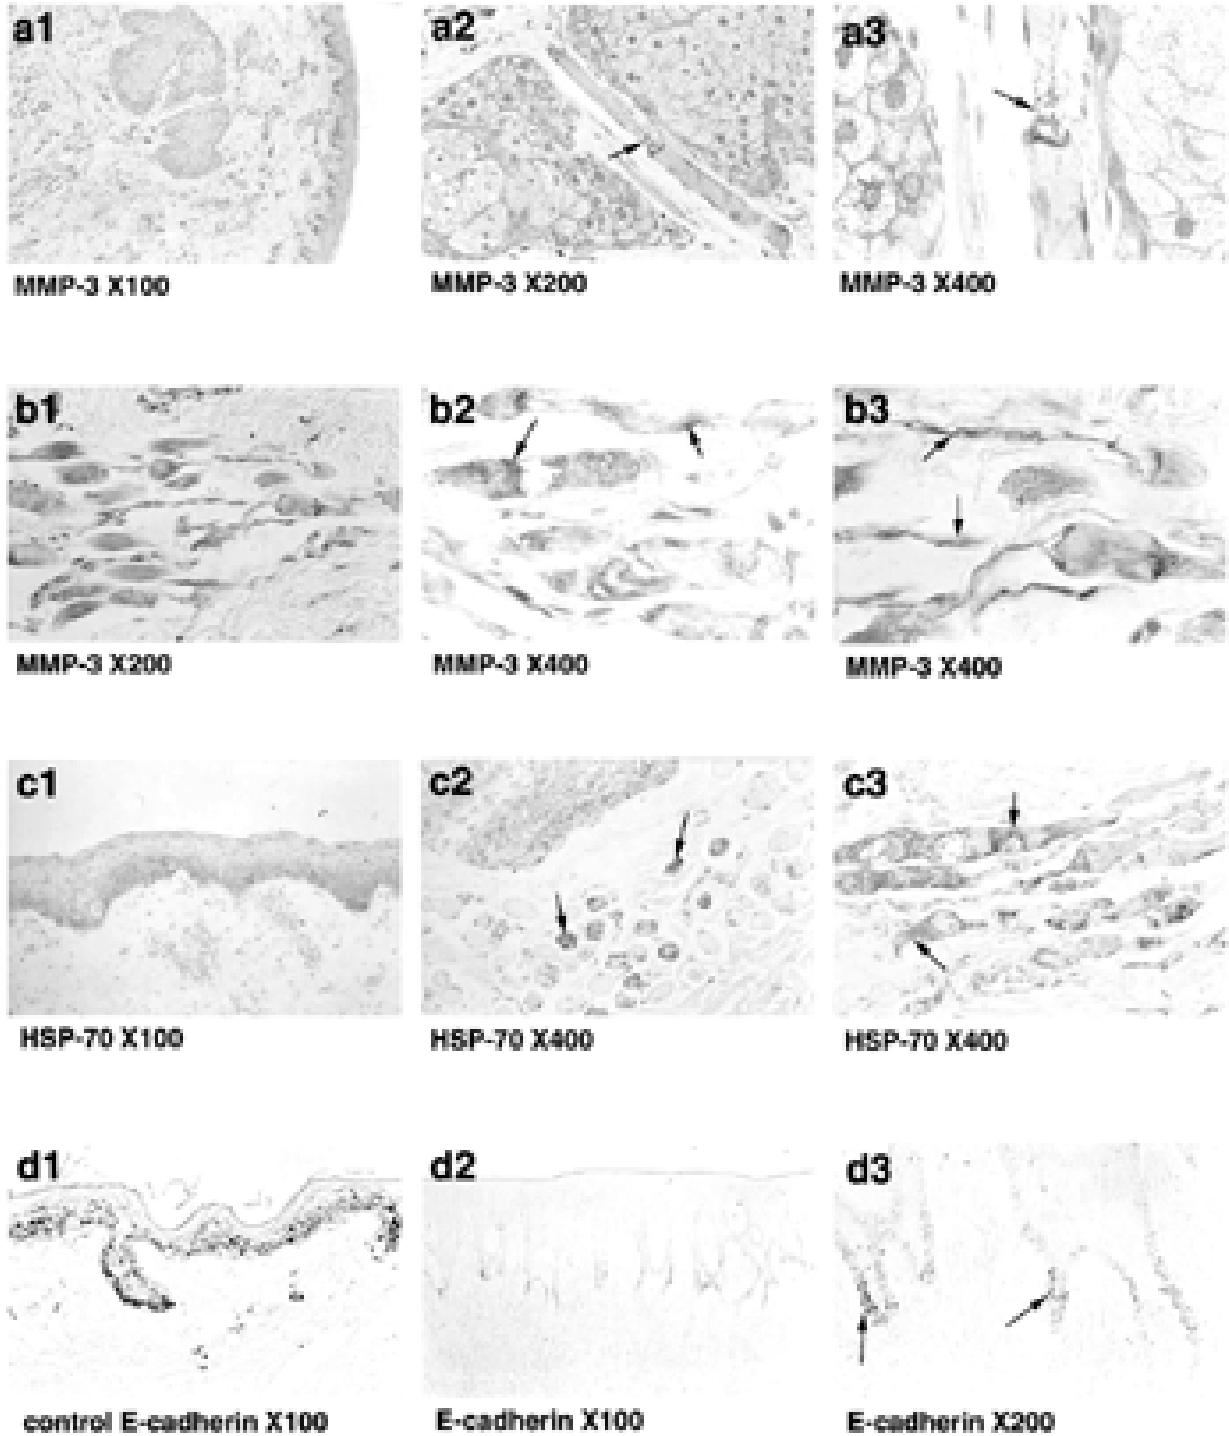 a1 a2 a3
MMP-3 X100 MMP-3 X200 MMP-3 X400
b1 b2 b3
MMP-3 X200 MMP-3 X400 MMP-3 X400
c1 c2 c3
HSP-70 X100 HSP-70 X400 HSP-70 X400
d1 d2 d3
control E-cadherin X100 E-cadherin X100 E-cadherin X200